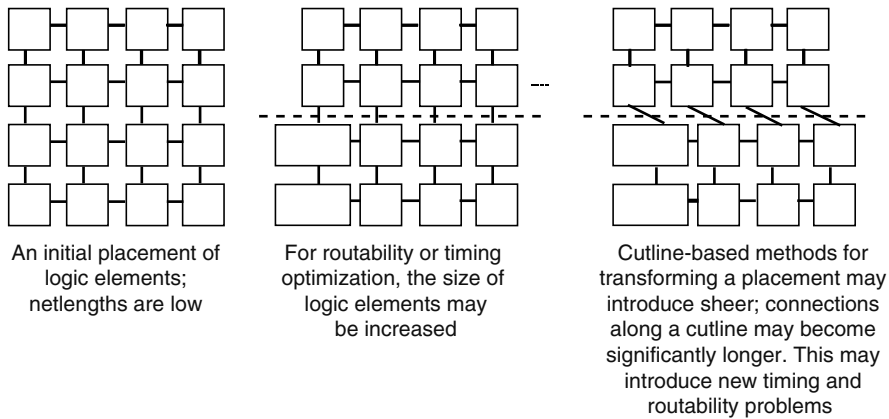 An initial placement of
logic elements;
netlengths are low
For routability or timing
optimization, the size of
logic elements may
be increased
Cutline-based methods for
transforming a placement may
introduce sheer; connections
along a cutline may become
significantly longer. This may
introduce new timing and
routability problems